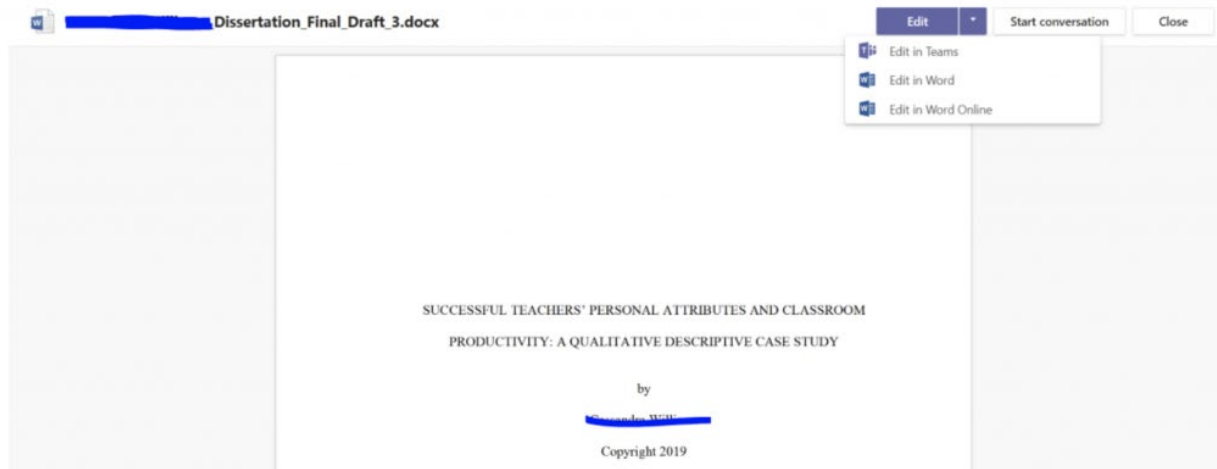 Dissertation_Final_Draft_3.docx
Edit
Start conversation
Close
Edit in Teams
Edit in Word
Edit in Word Online
SUCCESSFUL TEACHERS' PERSONAL ATTRIBUTES AND CLASSROOM
PRODUCTIVITY: A QUALITATIVE DESCRIPTIVE CASE STUDY
by
Copyright 2019